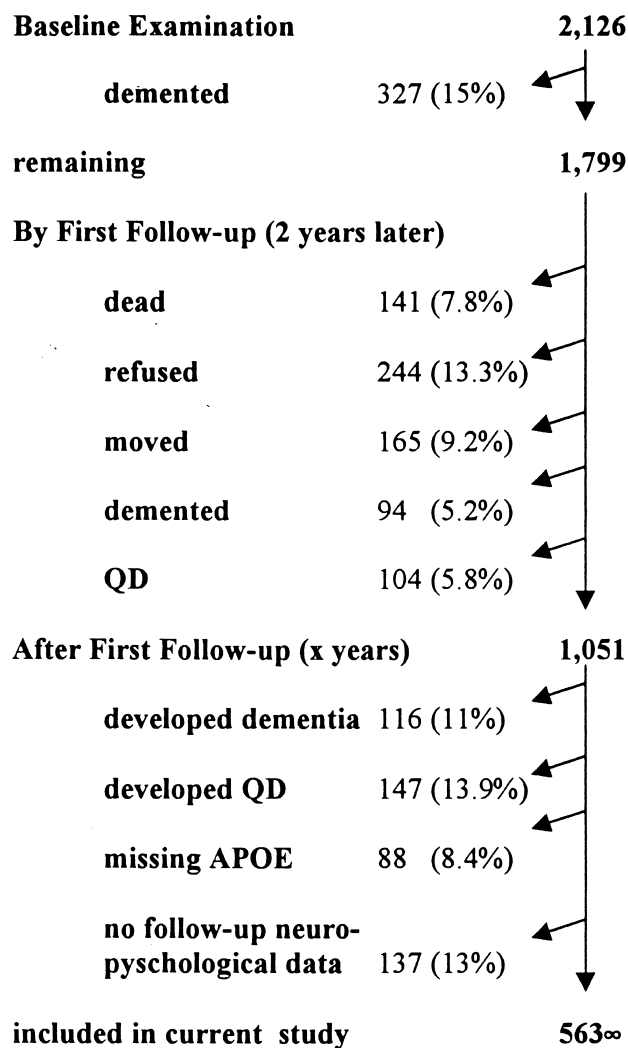 Baseline Examination 2,126
demented 327 (15%)
remaining 1,799
By First Follow-up (2 years later)
dead 141 (7.8%)
refused 244 (13.3%)
moved 165 (9.2%)
demented 94 (5.2%)
QD 104 (5.8%)
After First Follow-up (x years) 1,051
developed dementia 116 (11%)
developed QD 147 (13.9%)
missing APOE 88 (8.4%)
no follow-up neuro-
pyschological data 137 (13%)
included in current study 563∞